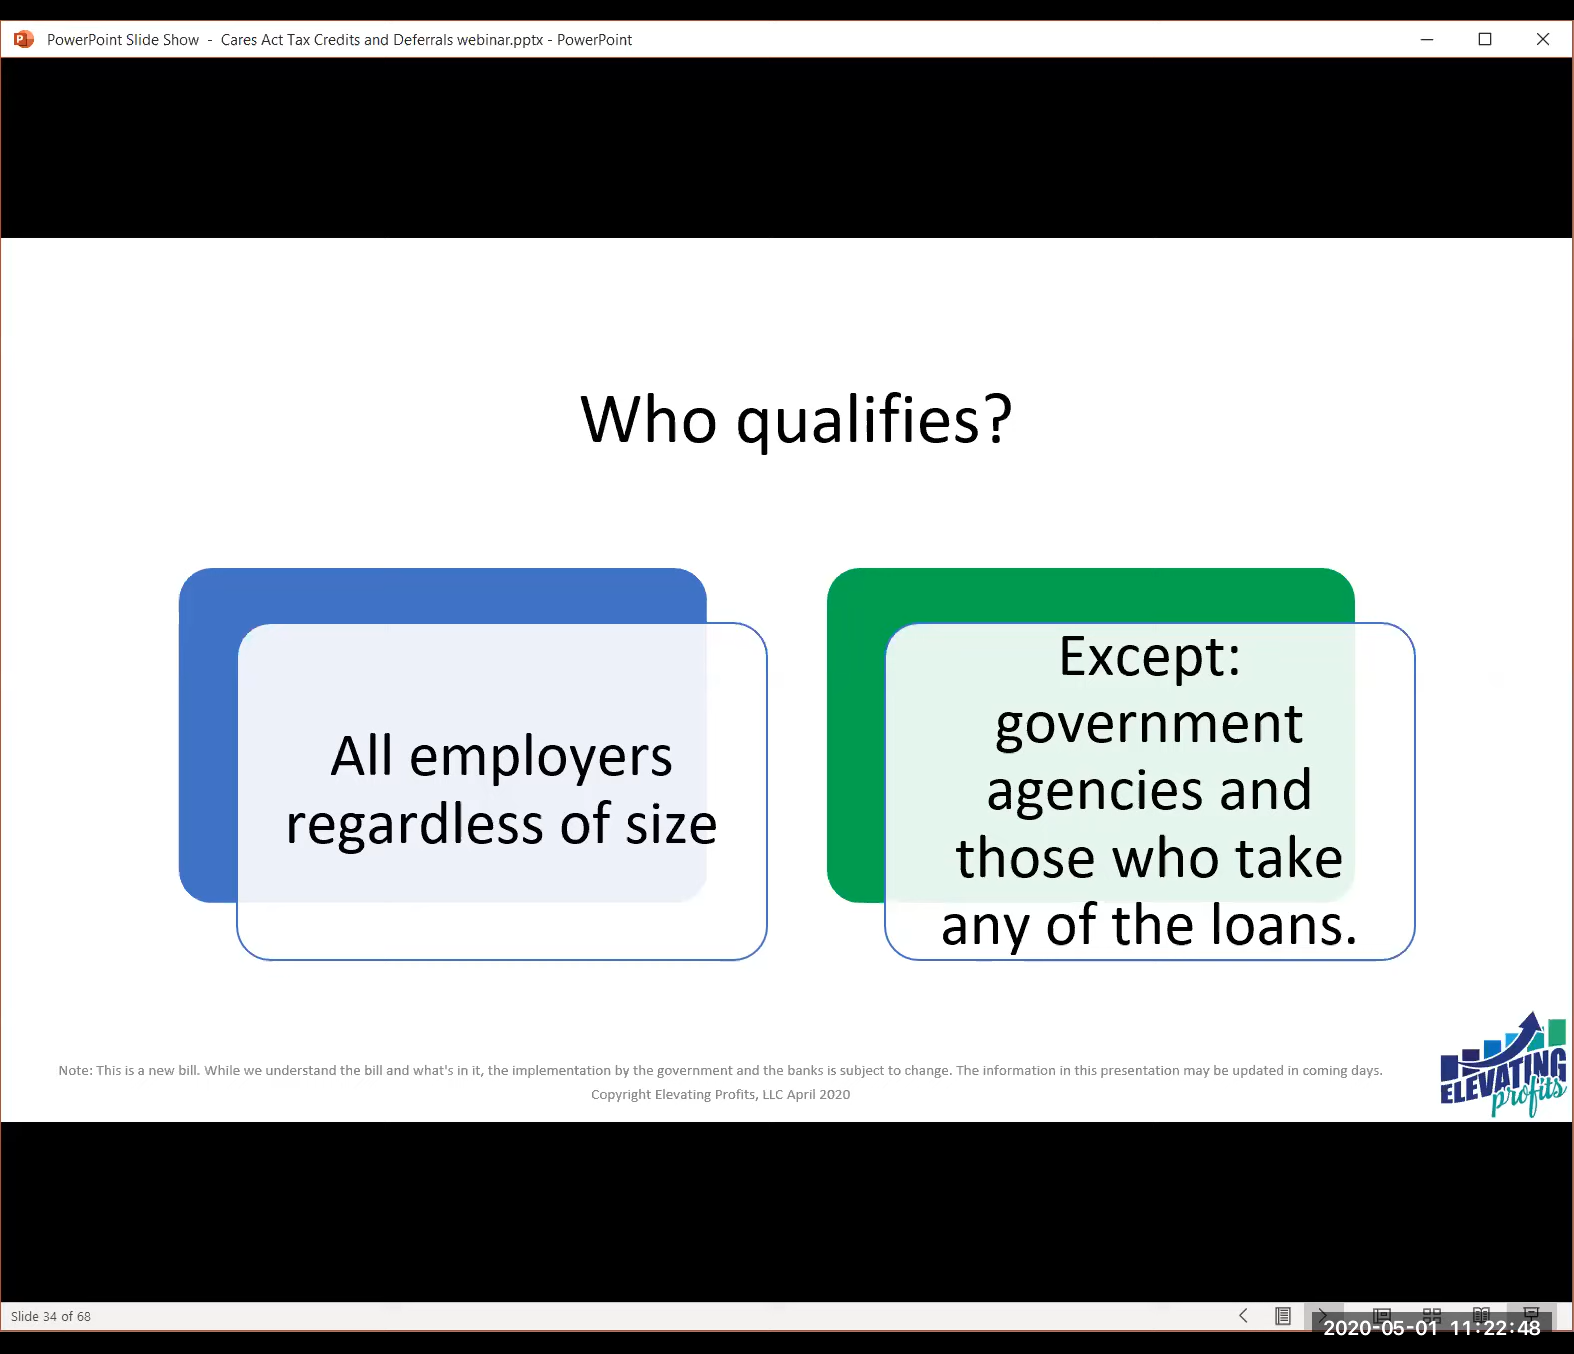 PowerPoint Slide Show - Cares Act Tax Credits and Deferrals webinar.pptx - PowerPoint
Who qualifies?
All employers
regardless of size
Except:
government
agencies and
those who take
any of the loans.
Note: This is a new bill. While we understand the bill and what's in it, the implementation by the government and the banks is subject to change. The information in this presentation may be updated in coming days.
Copyright Elevating Profits, LLC April 2020
ELEVATING
profits
Slide 34 of 68
2020-05-01 11:22:48